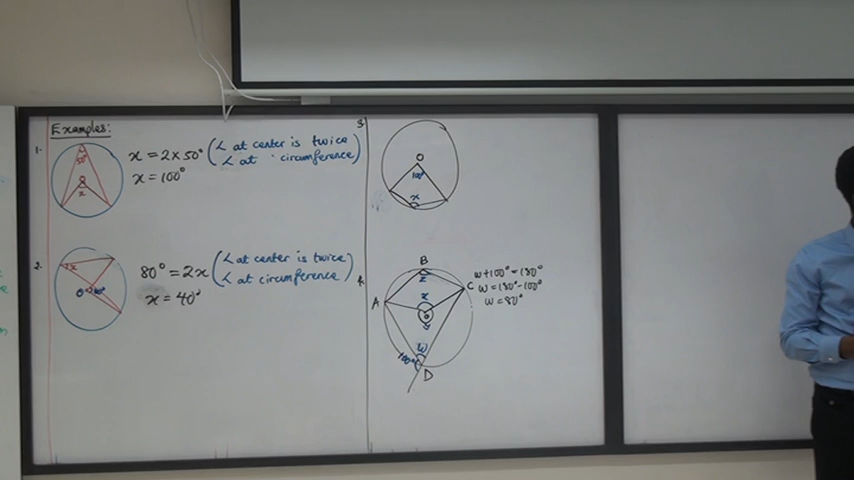 Examples:
1.
50°
x
x = 2 x 50° (∠ at center is twice
∠ at circumference)
x = 100°
2.
x
O 80°
80° = 2x (∠ at center is twice
∠ at circumference)
x = 40°
3.
O
100°
x
4.
B
z
A
C
x
O
y
w
100°
D
w + 100° = 180°
w = 180° - 100°
w = 80°